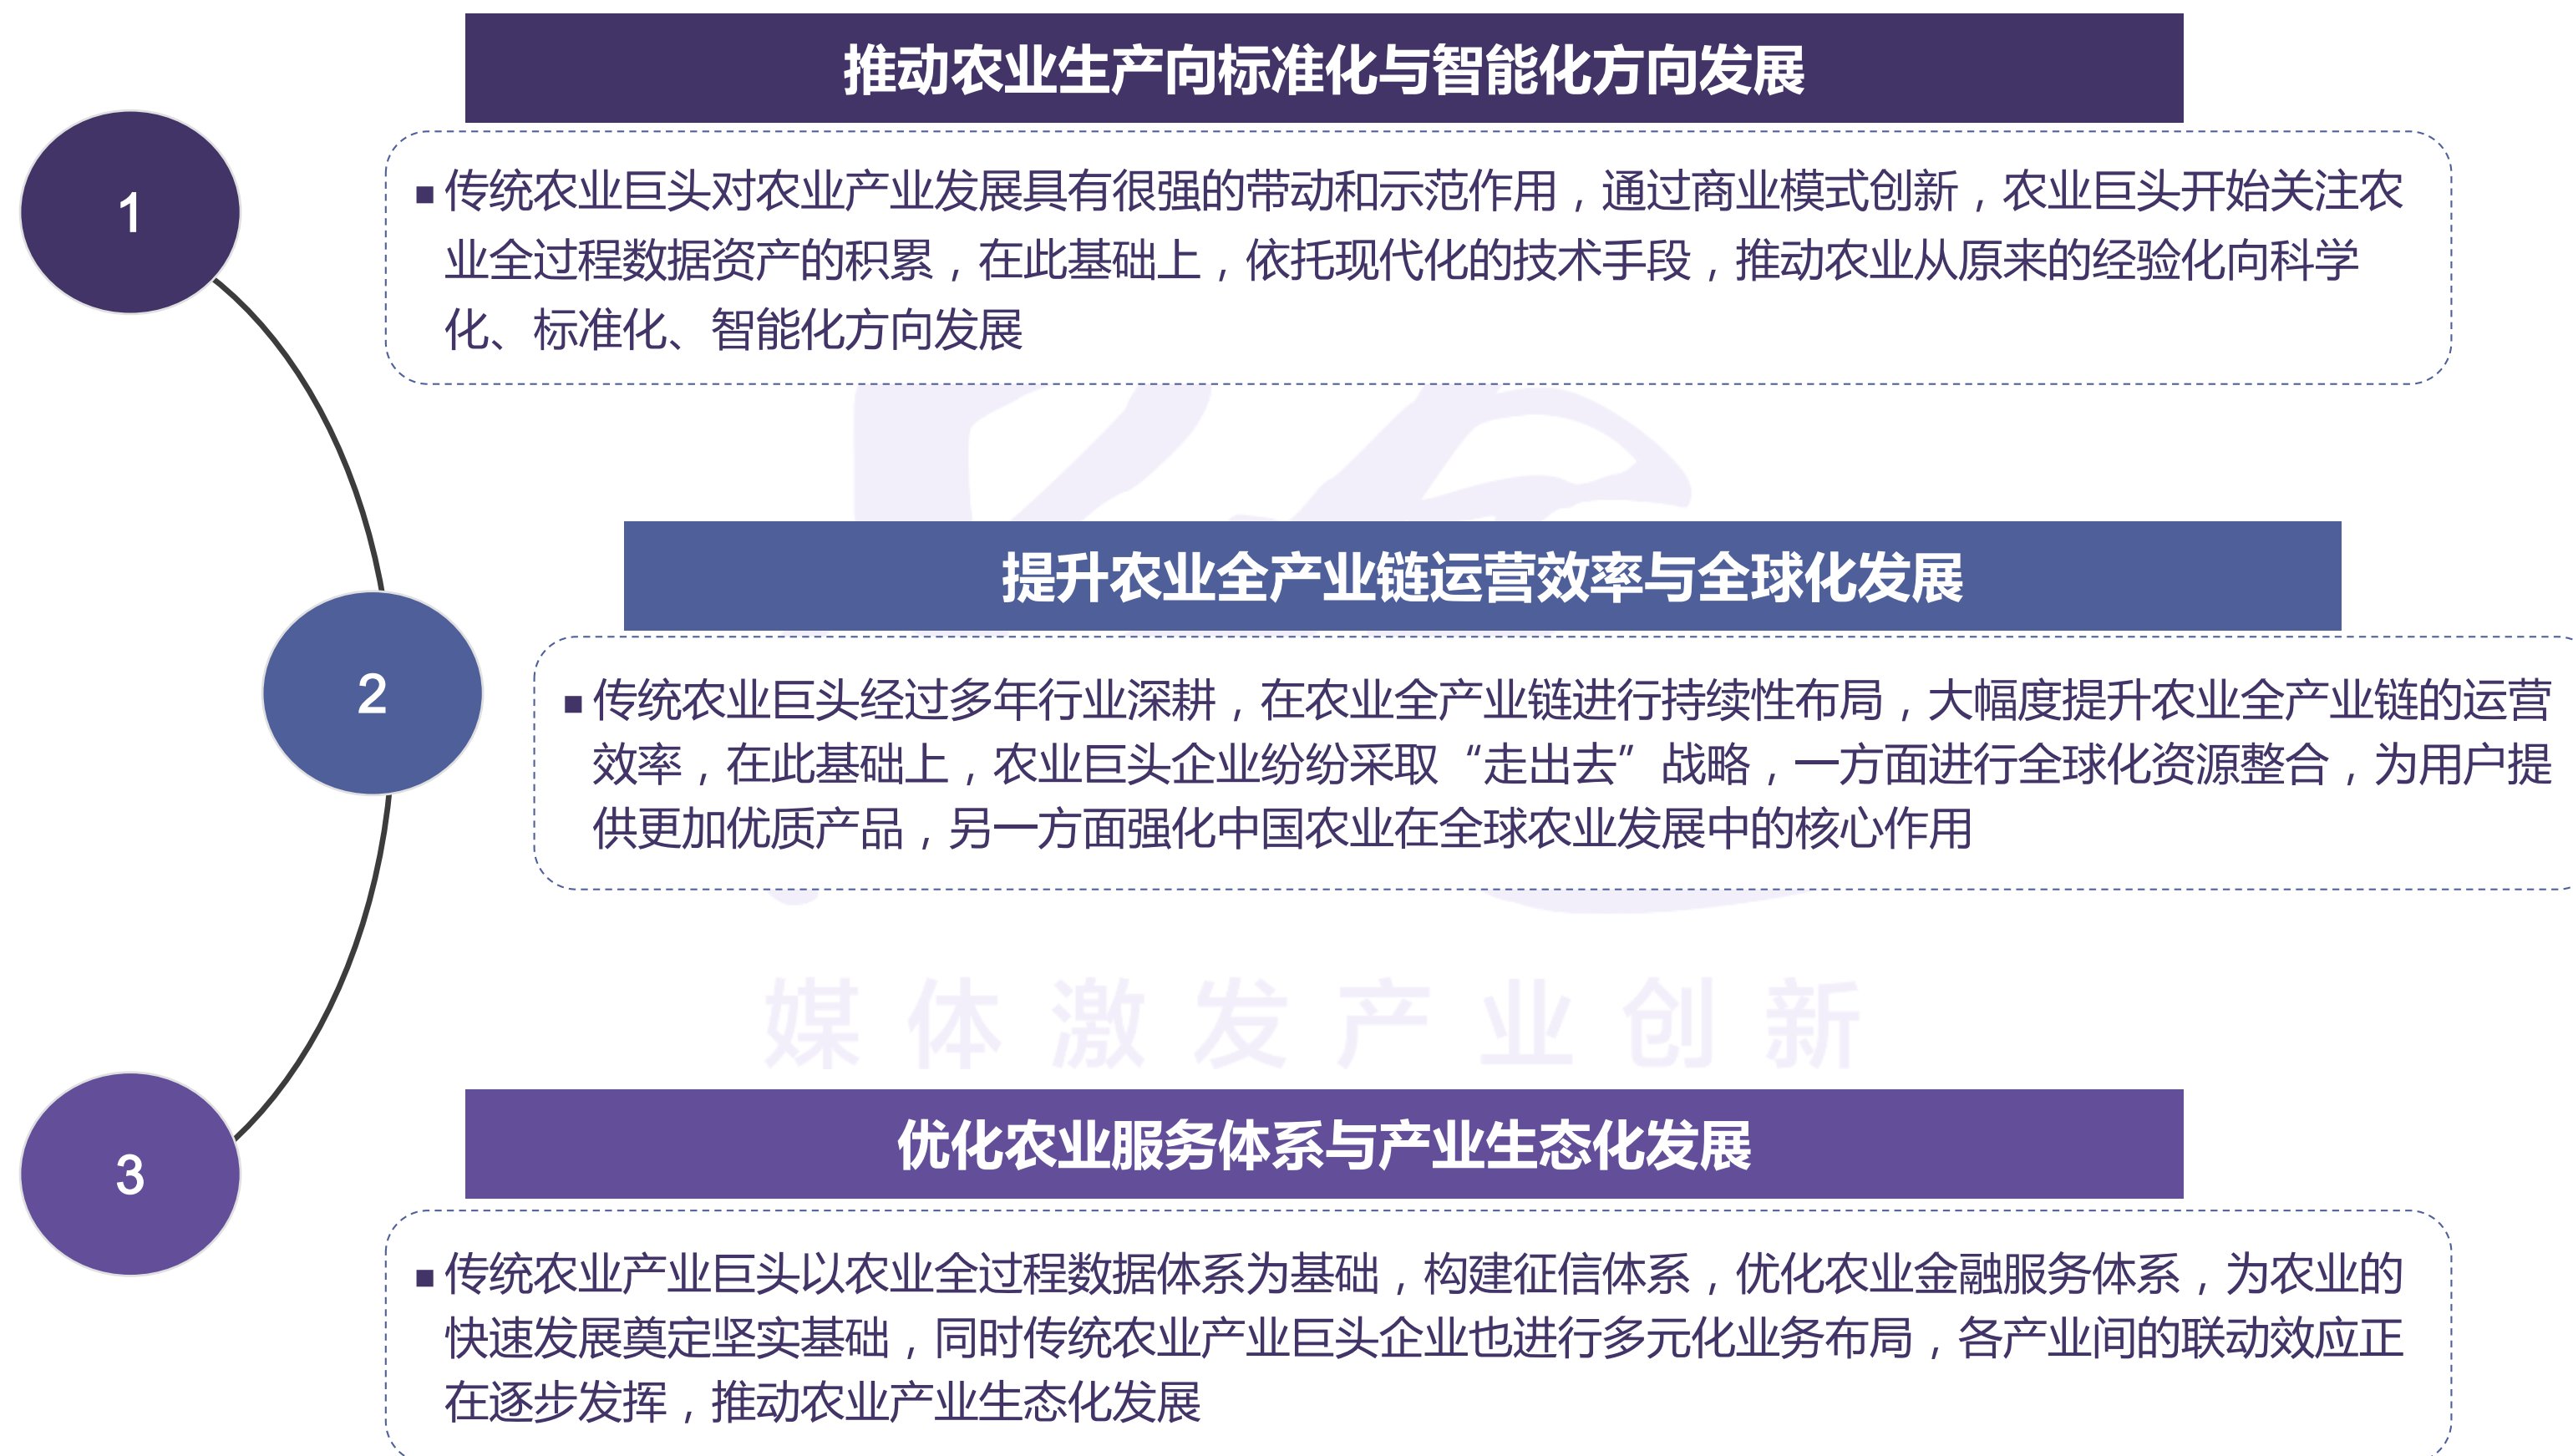 推动农业生产向标准化与智能化方向发展
1
■传统农业巨头对农业产业发展具有很强的带动和示范作用，通过商业模式创新，农业巨头开始关注农
业全过程数据资产的积累，在此基础上，依托现代化的技术手段，推动农业从原来的经验化向科学
化、标准化、智能化方向发展
提升农业全产业链运营效率与全球化发展
2
■传统农业巨头经过多年行业深耕，在农业全产业链进行持续性布局，大幅度提升农业全产业链的运营
效率，在此基础上，农业巨头企业纷纷采取“走出去”战略，一方面进行全球化资源整合，为用户提
供更加优质产品，另一方面强化中国农业在全球农业发展中的核心作用
媒体激发产业创新
优化农业服务体系与产业生态化发展
3
■传统农业产业巨头以农业全过程数据体系为基础，构建征信体系，优化农业金融服务体系，为农业的
快速发展奠定坚实基础，同时传统农业产业巨头企业也进行多元化业务布局，各产业间的联动效应正
在逐步发挥，推动农业产业生态化发展